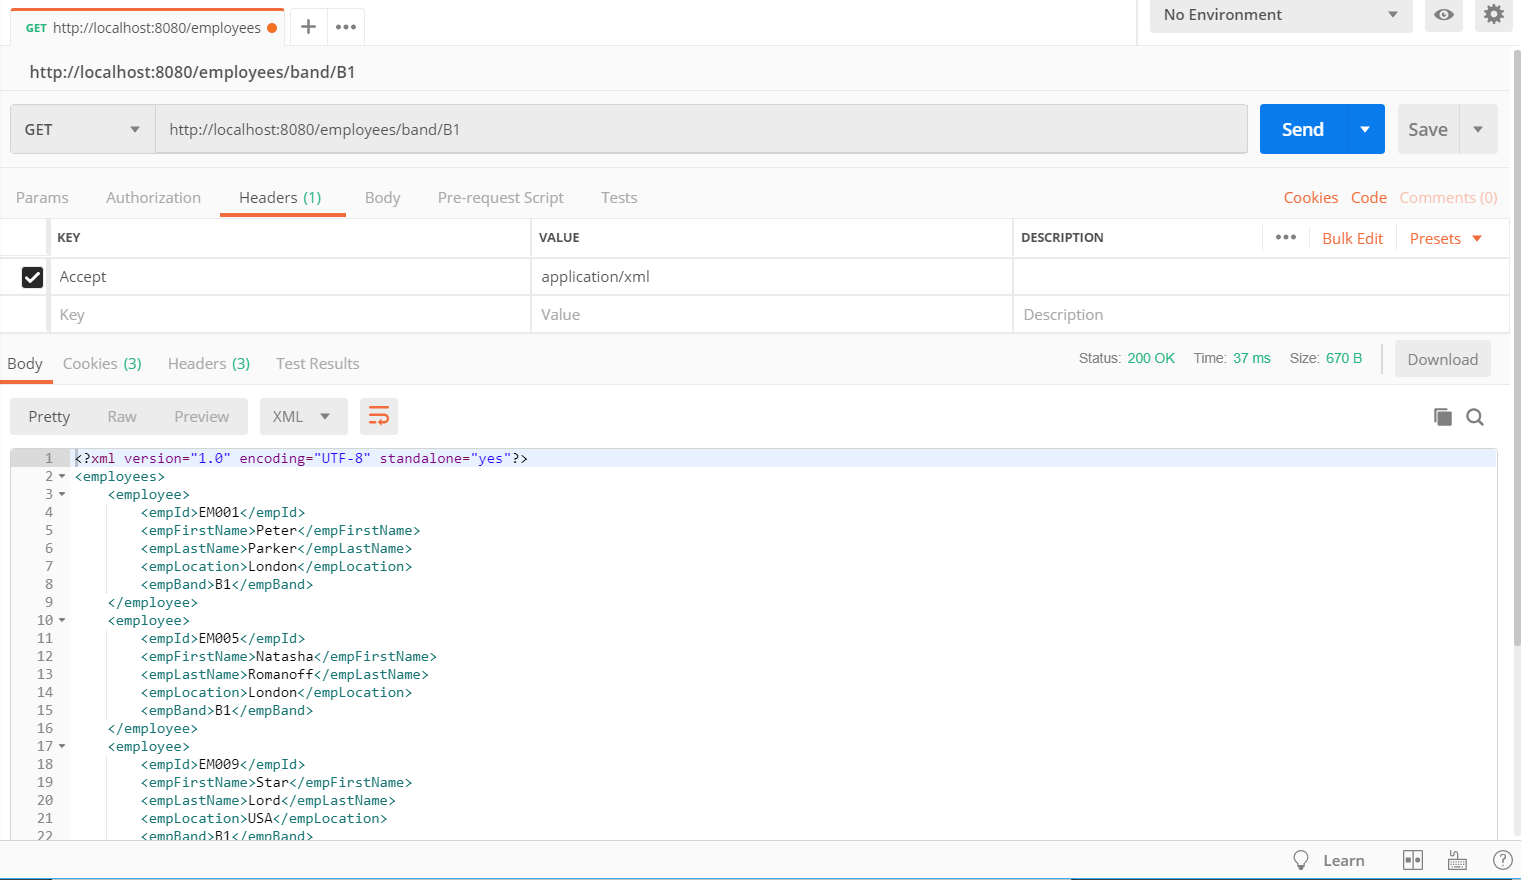 GET http://localhost:8080/employees
No Environment
http://localhost:8080/employees/band/B1
GET http://localhost:8080/employees/band/B1 Send Save
Params Authorization Headers (1) Body Pre-request Script Tests Cookies Code Comments (0)
KEY VALUE DESCRIPTION Bulk Edit Presets
Accept application/xml
Key Value Description
Body Cookies (3) Headers (3) Test Results Status: 200 OK Time: 37 ms Size: 670 B Download
Pretty Raw Preview XML
1 <?xml version="1.0" encoding="UTF-8" standalone="yes"?>
2 <employees>
3 <employee>
4 <empId>EM001</empId>
5 <empFirstName>Peter</empFirstName>
6 <empLastName>Parker</empLastName>
7 <empLocation>London</empLocation>
8 <empBand>B1</empBand>
9 </employee>
10 <employee>
11 <empId>EM005</empId>
12 <empFirstName>Natasha</empFirstName>
13 <empLastName>Romanoff</empLastName>
14 <empLocation>London</empLocation>
15 <empBand>B1</empBand>
16 </employee>
17 <employee>
18 <empId>EM009</empId>
19 <empFirstName>Star</empFirstName>
20 <empLastName>Lord</empLastName>
21 <empLocation>USA</empLocation>
22 <empBand>B1</empBand>
Learn